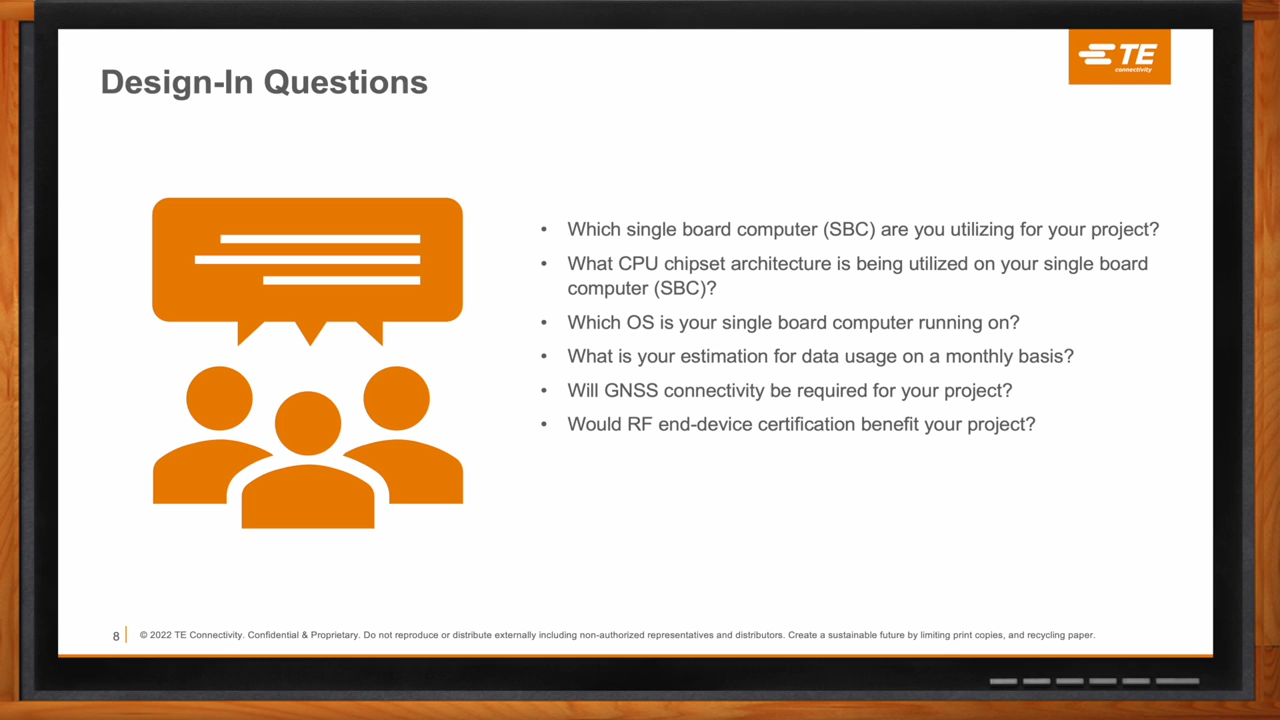 Design-In Questions
TE
connectivity
• Which single board computer (SBC) are you utilizing for your project?
• What CPU chipset architecture is being utilized on your single board
computer (SBC)?
• Which OS is your single board computer running on?
• What is your estimation for data usage on a monthly basis?
• Will GNSS connectivity be required for your project?
• Would RF end-device certification benefit your project?
8
© 2022 TE Connectivity. Confidential & Proprietary. Do not reproduce or distribute externally including non-authorized representatives and distributors. Create a sustainable future by limiting print copies, and recycling paper.